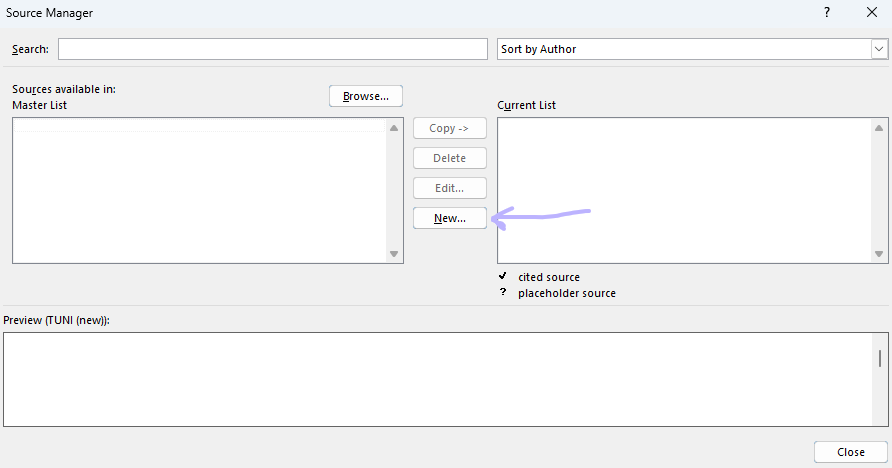 Source Manager
?
Search:
Sort by Author
Sources available in:
Master List
Browse...
Current List
Copy ->
Delete
Edit...
New...
cited source
? placeholder source
Preview (TUNI (new)):
Close